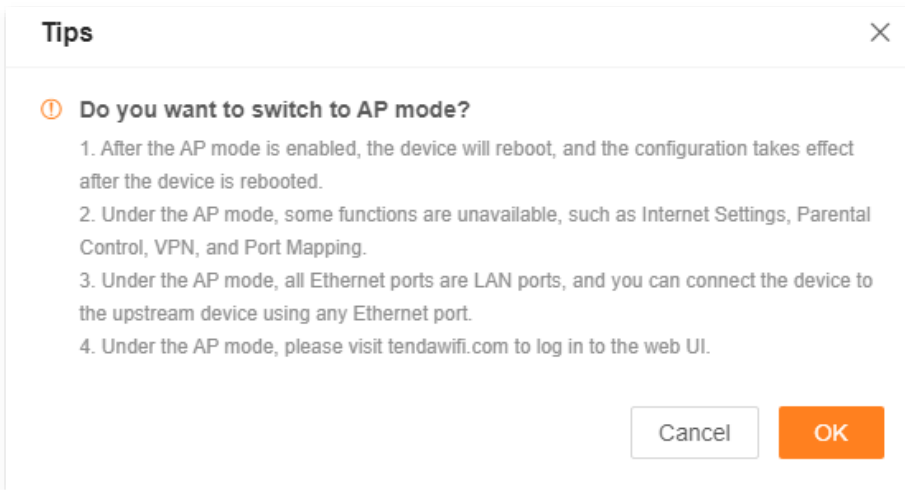 Tips
Do you want to switch to AP mode?
1. After the AP mode is enabled, the device will reboot, and the configuration takes effect
after the device is rebooted.
2. Under the AP mode, some functions are unavailable, such as Internet Settings, Parental
Control, VPN, and Port Mapping.
3. Under the AP mode, all Ethernet ports are LAN ports, and you can connect the device to
the upstream device using any Ethernet port.
4. Under the AP mode, please visit tendawifi.com to log in to the web UI.
Cancel OK